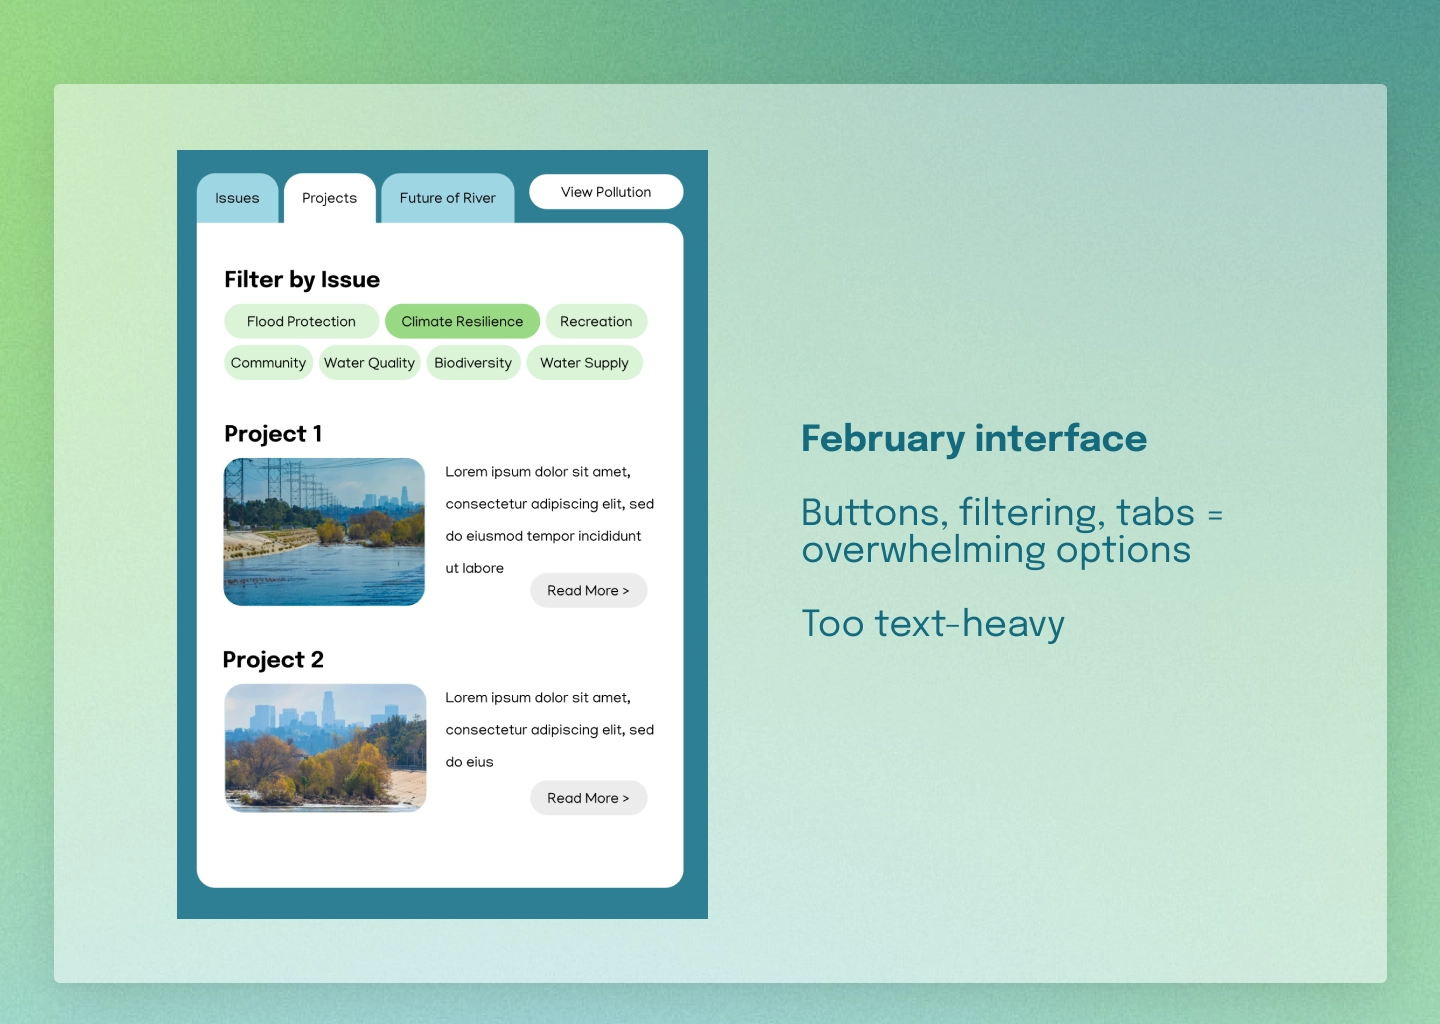 Issues
Projects
Future of River
View Pollution
Filter by Issue
Flood Protection
Climate Resilience
Recreation
Community
Water Quality
Biodiversity
Water Supply
Project 1
Lorem ipsum dolor sit amet,
consectetur adipiscing elit, sed
do eiusmod tempor incididunt
ut labore
Read More >
Project 2
Lorem ipsum dolor sit amet,
consectetur adipiscing elit, sed
do eius
Read More >
February interface
Buttons, filtering, tabs =
overwhelming options
Too text-heavy